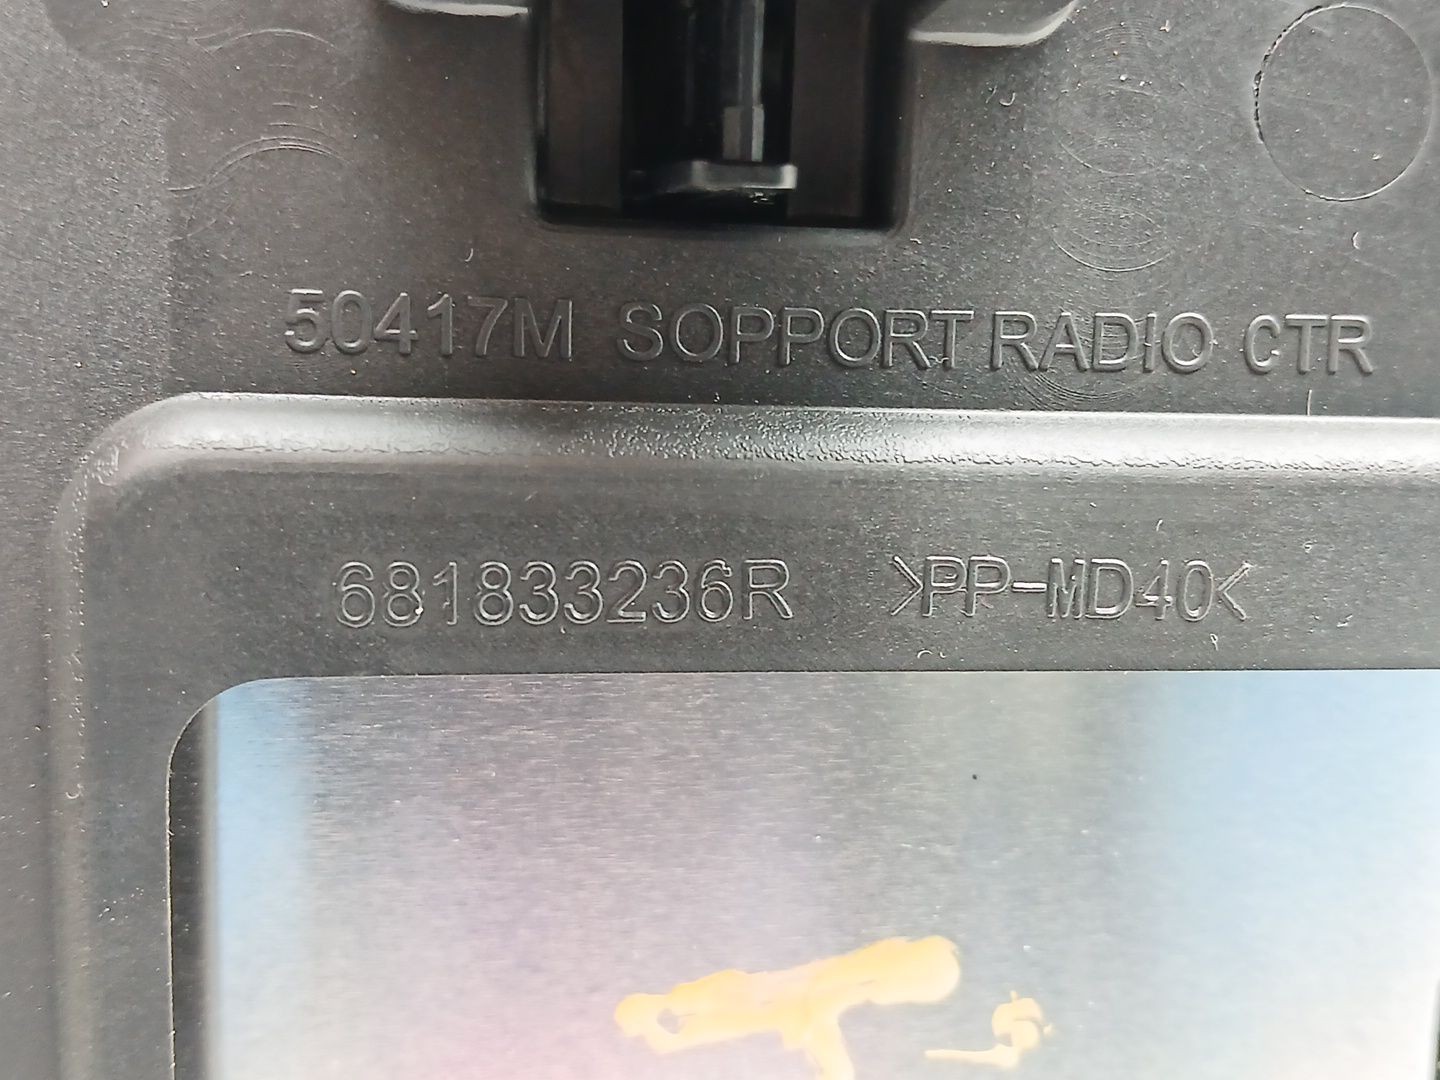 50417M SOPPORT RADIO CTR
681833236R >PP-MD40<